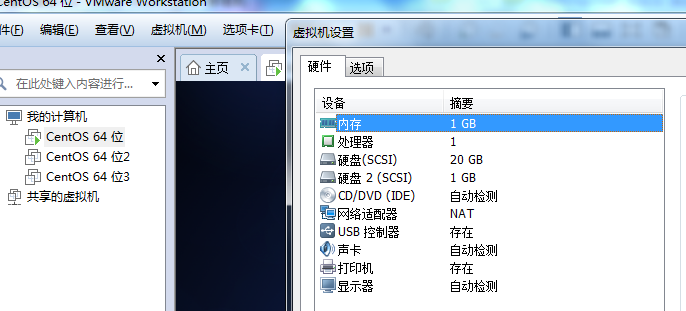 CentOS 64 位 - VMware Workstation
件(F) 编辑(E) 查看(V) 虚拟机(M) 选项卡(T)
虚拟机设置
主页
硬件 选项
在此处键入内容进行...
设备 摘要
我的计算机
CentOS 64 位
CentOS 64 位2
CentOS 64 位3
共享的虚拟机
内存 1 GB
处理器 1
硬盘(SCSI) 20 GB
硬盘 2 (SCSI) 1 GB
CD/DVD (IDE) 自动检测
网络适配器 NAT
USB 控制器 存在
声卡 自动检测
打印机 存在
显示器 自动检测